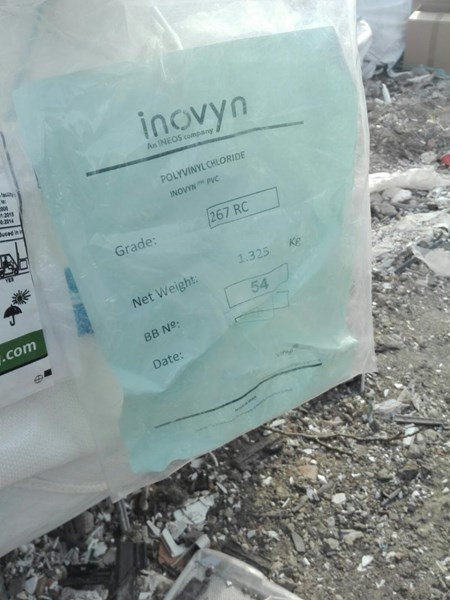 inovyn
An INEOS company
POLYVINYL CHLORIDE
INOVYN™ PVC
Grade: 267 RC
Net Weight: 1.325 Kg
BB Nº: 54
Date:
.com